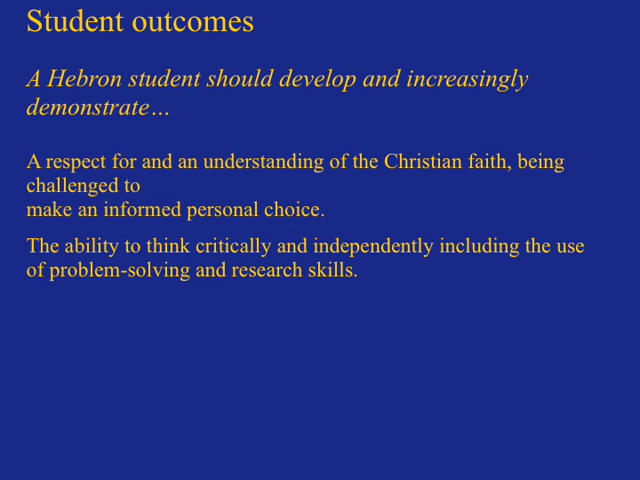 Student outcomes
A Hebron student should develop and increasingly
demonstrate…
A respect for and an understanding of the Christian faith, being
challenged to
make an informed personal choice.
The ability to think critically and independently including the use
of problem-solving and research skills.